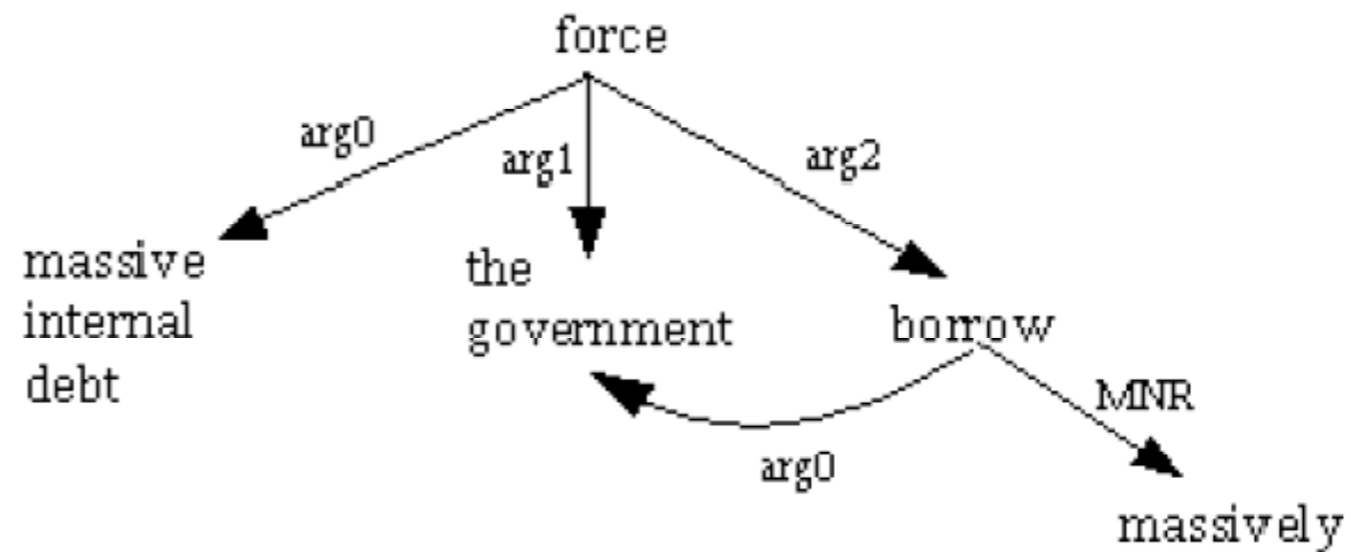 force
arg0
arg1
arg2
massive
internal
debt
the
government
borrow
MNR
arg0
massively